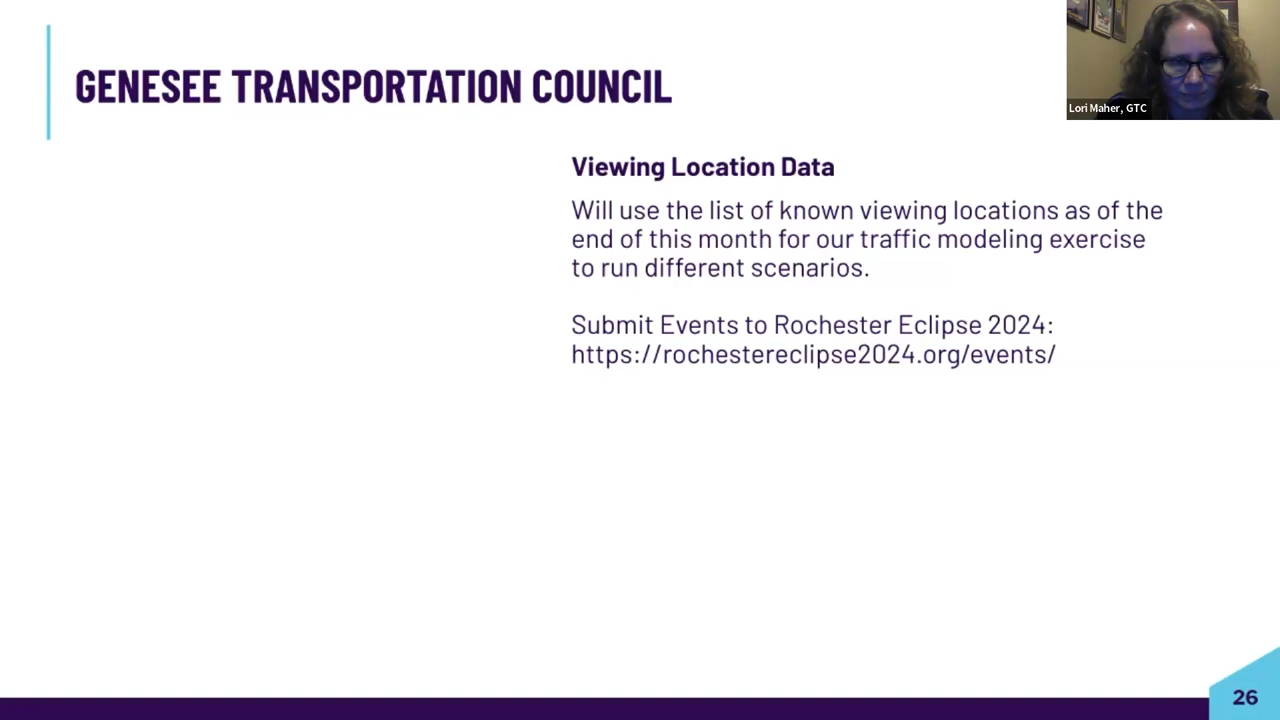 GENESEE TRANSPORTATION COUNCIL
Lori Maher, GTC
Viewing Location Data
Will use the list of known viewing locations as of the
end of this month for our traffic modeling exercise
to run different scenarios.
Submit Events to Rochester Eclipse 2024:
https://rochestereclipse2024.org/events/
26